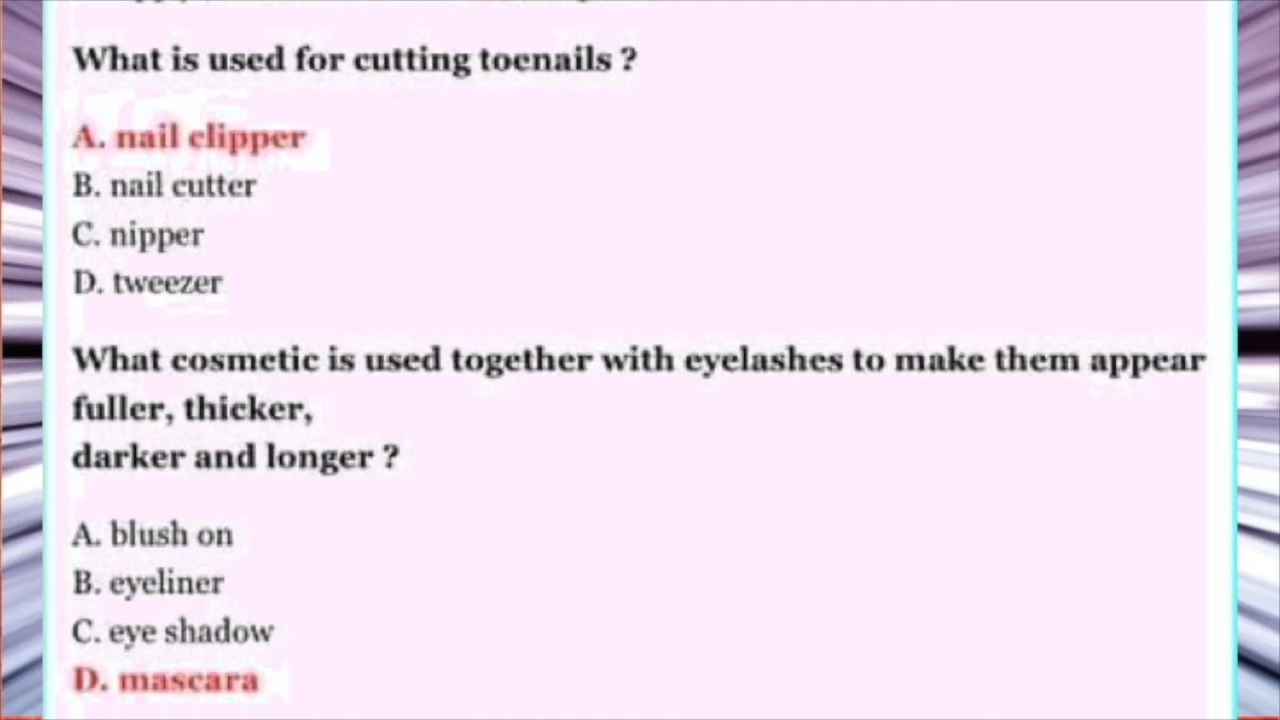 What is used for cutting toenails ?
A. nail clipper
B. nail cutter
C. nipper
D. tweezer
What cosmetic is used together with eyelashes to make them appear
fuller, thicker,
darker and longer ?
A. blush on
B. eyeliner
C. eye shadow
D. mascara